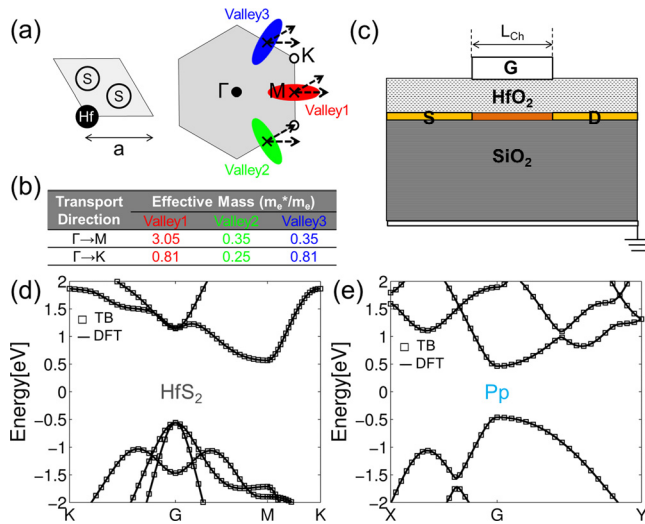 (a)
Valley3
K
S
S
Γ
M
Hf
Valley1
a
Valley2
(b)
Transport Direction
Effective Mass (me*/me)
Valley1 Valley2 Valley3
Γ→M 3.05 0.35 0.35
Γ→K 0.81 0.25 0.81
(c)
LCh
G
HfO2
S
D
SiO2
(d)
2
1.5
1
0.5
0
−0.5
−1
−1.5
−2
Energy[eV]
TB
DFT
HfS2
K G M K
(e)
2
1.5
1
0.5
0
−0.5
−1
−1.5
−2
Energy[eV]
TB
DFT
Pp
X G Y